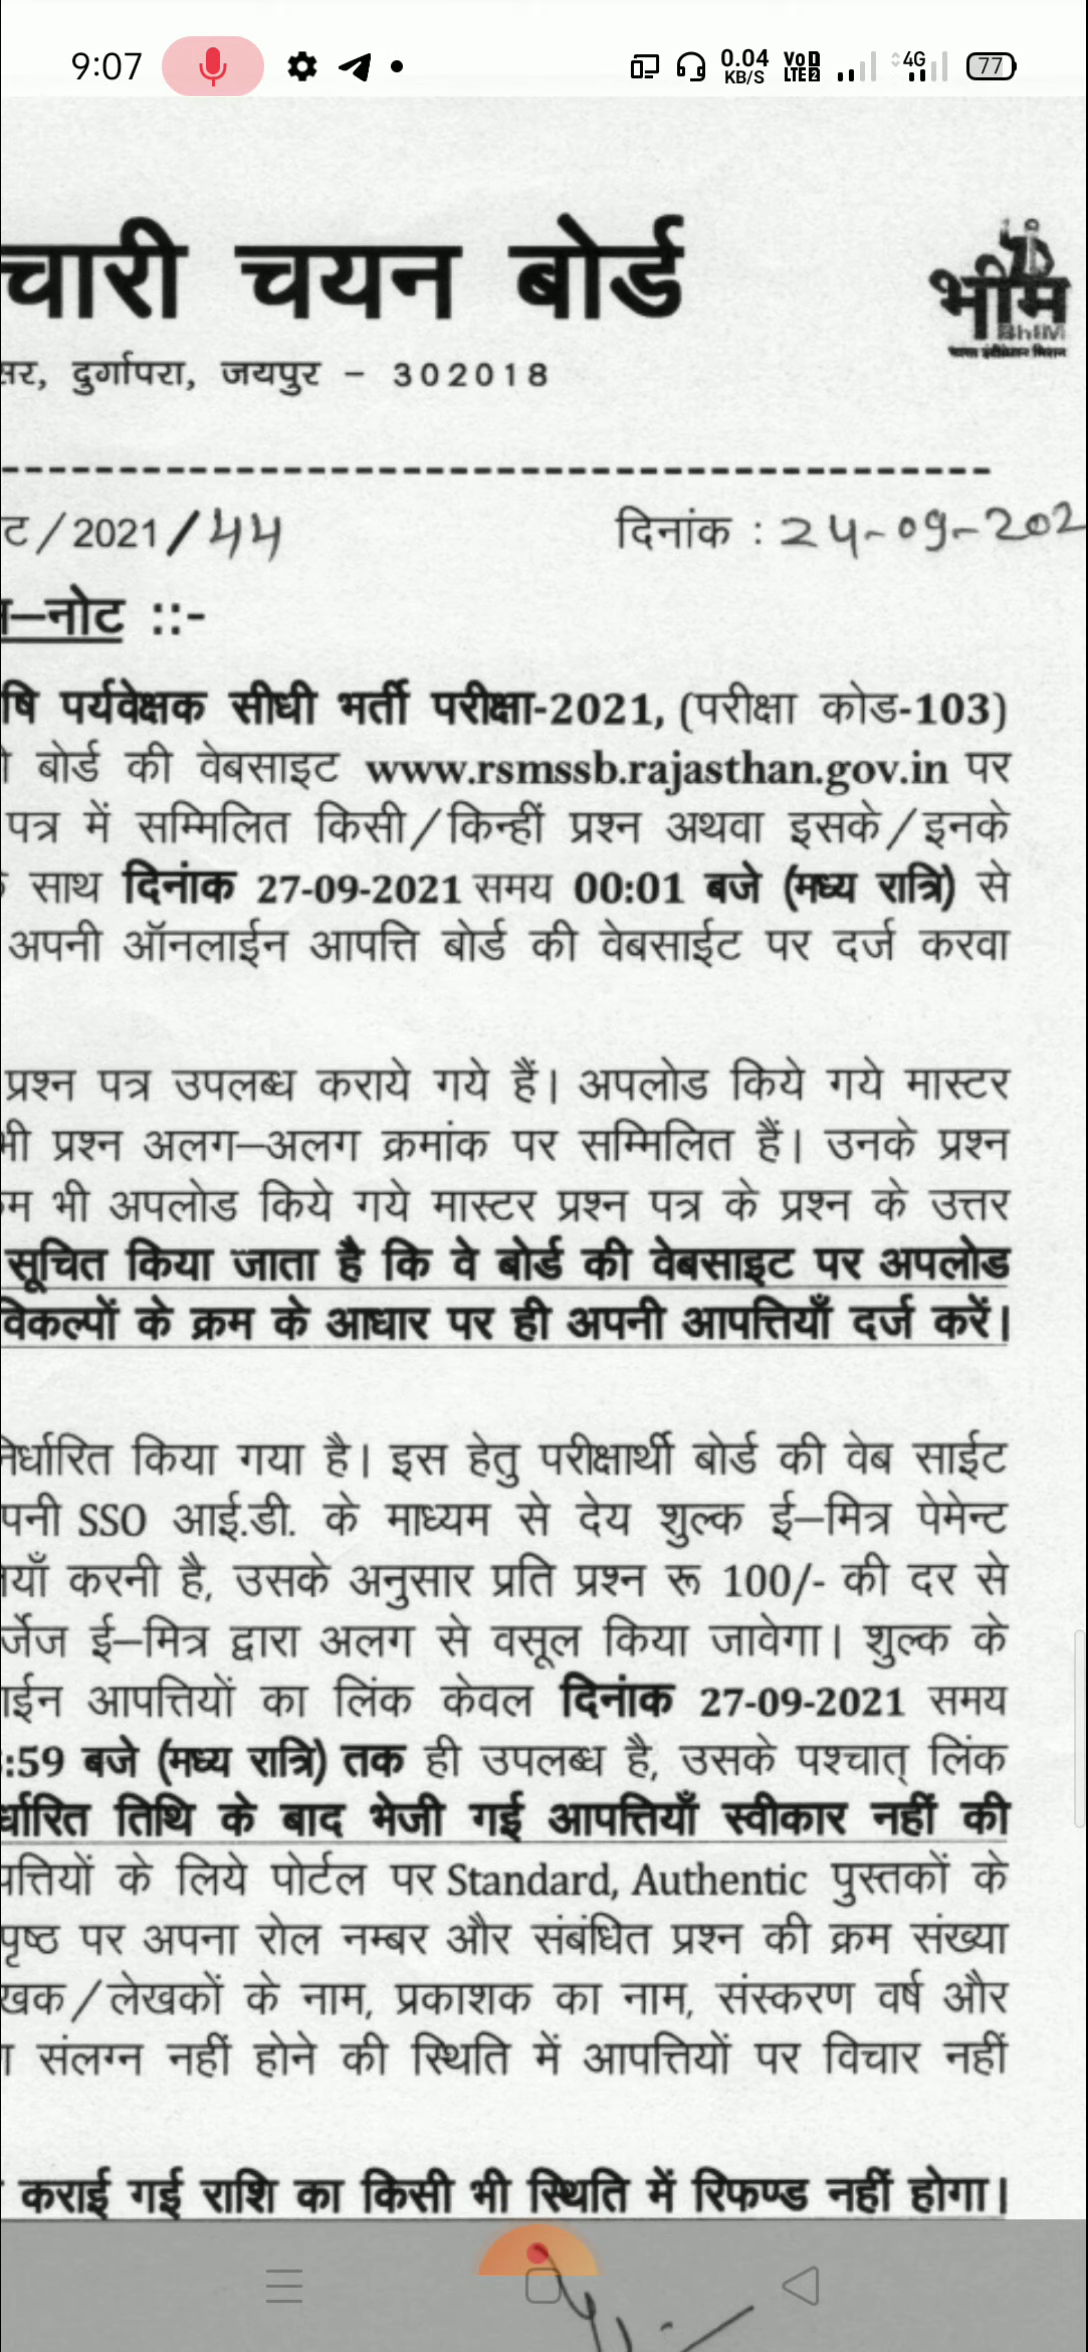 9:07 0.04 KB/S VoLTE 4G 77
चारी चयन बोर्ड
भीम
BhIM
सर, दुर्गापरा, जयपुर - 302018
ट/2021/44 दिनांक : 24-09-202
–नोट ::-
षि पर्यवेक्षक सीधी भर्ती परीक्षा-2021, (परीक्षा कोड-103)
बोर्ड की वेबसाइट www.rsmssb.rajasthan.gov.in पर
पत्र में सम्मिलित किसी/किन्हीं प्रश्न अथवा इसके/इनके
साथ दिनांक 27-09-2021 समय 00:01 बजे (मध्य रात्रि) से
अपनी ऑनलाईन आपत्ति बोर्ड की वेबसाईट पर दर्ज करवा
प्रश्न पत्र उपलब्ध कराये गये हैं। अपलोड किये गये मास्टर
भी प्रश्न अलग–अलग क्रमांक पर सम्मिलित हैं। उनके प्रश्न
म भी अपलोड किये गये मास्टर प्रश्न पत्र के प्रश्न के उत्तर
सूचित किया जाता है कि वे बोर्ड की वेबसाइट पर अपलोड
विकल्पों के क्रम के आधार पर ही अपनी आपत्तियाँ दर्ज करें।
निर्धारित किया गया है। इस हेतु परीक्षार्थी बोर्ड की वेब साईट
पनी SSO आई.डी. के माध्यम से देय शुल्क ई–मित्र पेमेन्ट
याँ करनी है, उसके अनुसार प्रति प्रश्न रू 100/- की दर से
र्जेज ई–मित्र द्वारा अलग से वसूल किया जावेगा। शुल्क के
ाईन आपत्तियों का लिंक केवल दिनांक 27-09-2021 समय
:59 बजे (मध्य रात्रि) तक ही उपलब्ध है, उसके पश्चात् लिंक
र्धारित तिथि के बाद भेजी गई आपत्तियाँ स्वीकार नहीं की
पत्तियों के लिये पोर्टल पर Standard, Authentic पुस्तकों के
पृष्ठ पर अपना रोल नम्बर और संबंधित प्रश्न की क्रम संख्या
खक/लेखकों के नाम, प्रकाशक का नाम, संस्करण वर्ष और
संलग्न नहीं होने की स्थिति में आपत्तियों पर विचार नहीं
कराई गई राशि का किसी भी स्थिति में रिफण्ड नहीं होगा।